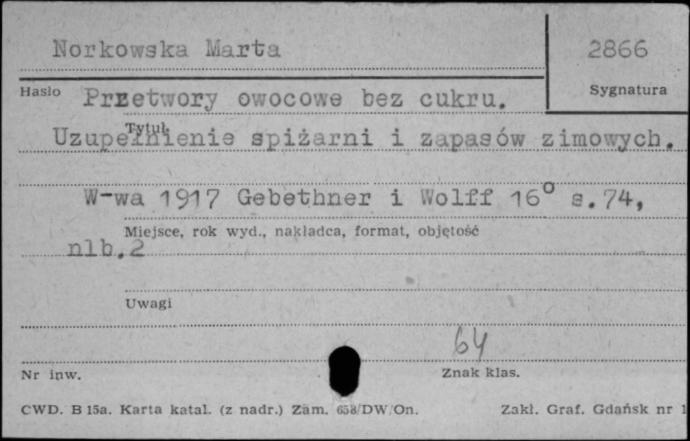 Norkowska Marta
2866
Hasło
Sygnatura
Przetwory owocowe bez cukru.
Tytuł
Uzupełnienie spiżarni i zapasów zimowych.
W-wa 1917 Gebethner i Wolff 16° s.74,
Miejsce, rok wyd., nakładca, format, objętość
nlb.2
Uwagi
64
Nr inw.
Znak klas.
CWD. B 15a. Karta katal. (z nadr.) Zam. 658/DW/On.
Zakł. Graf. Gdańsk nr 1